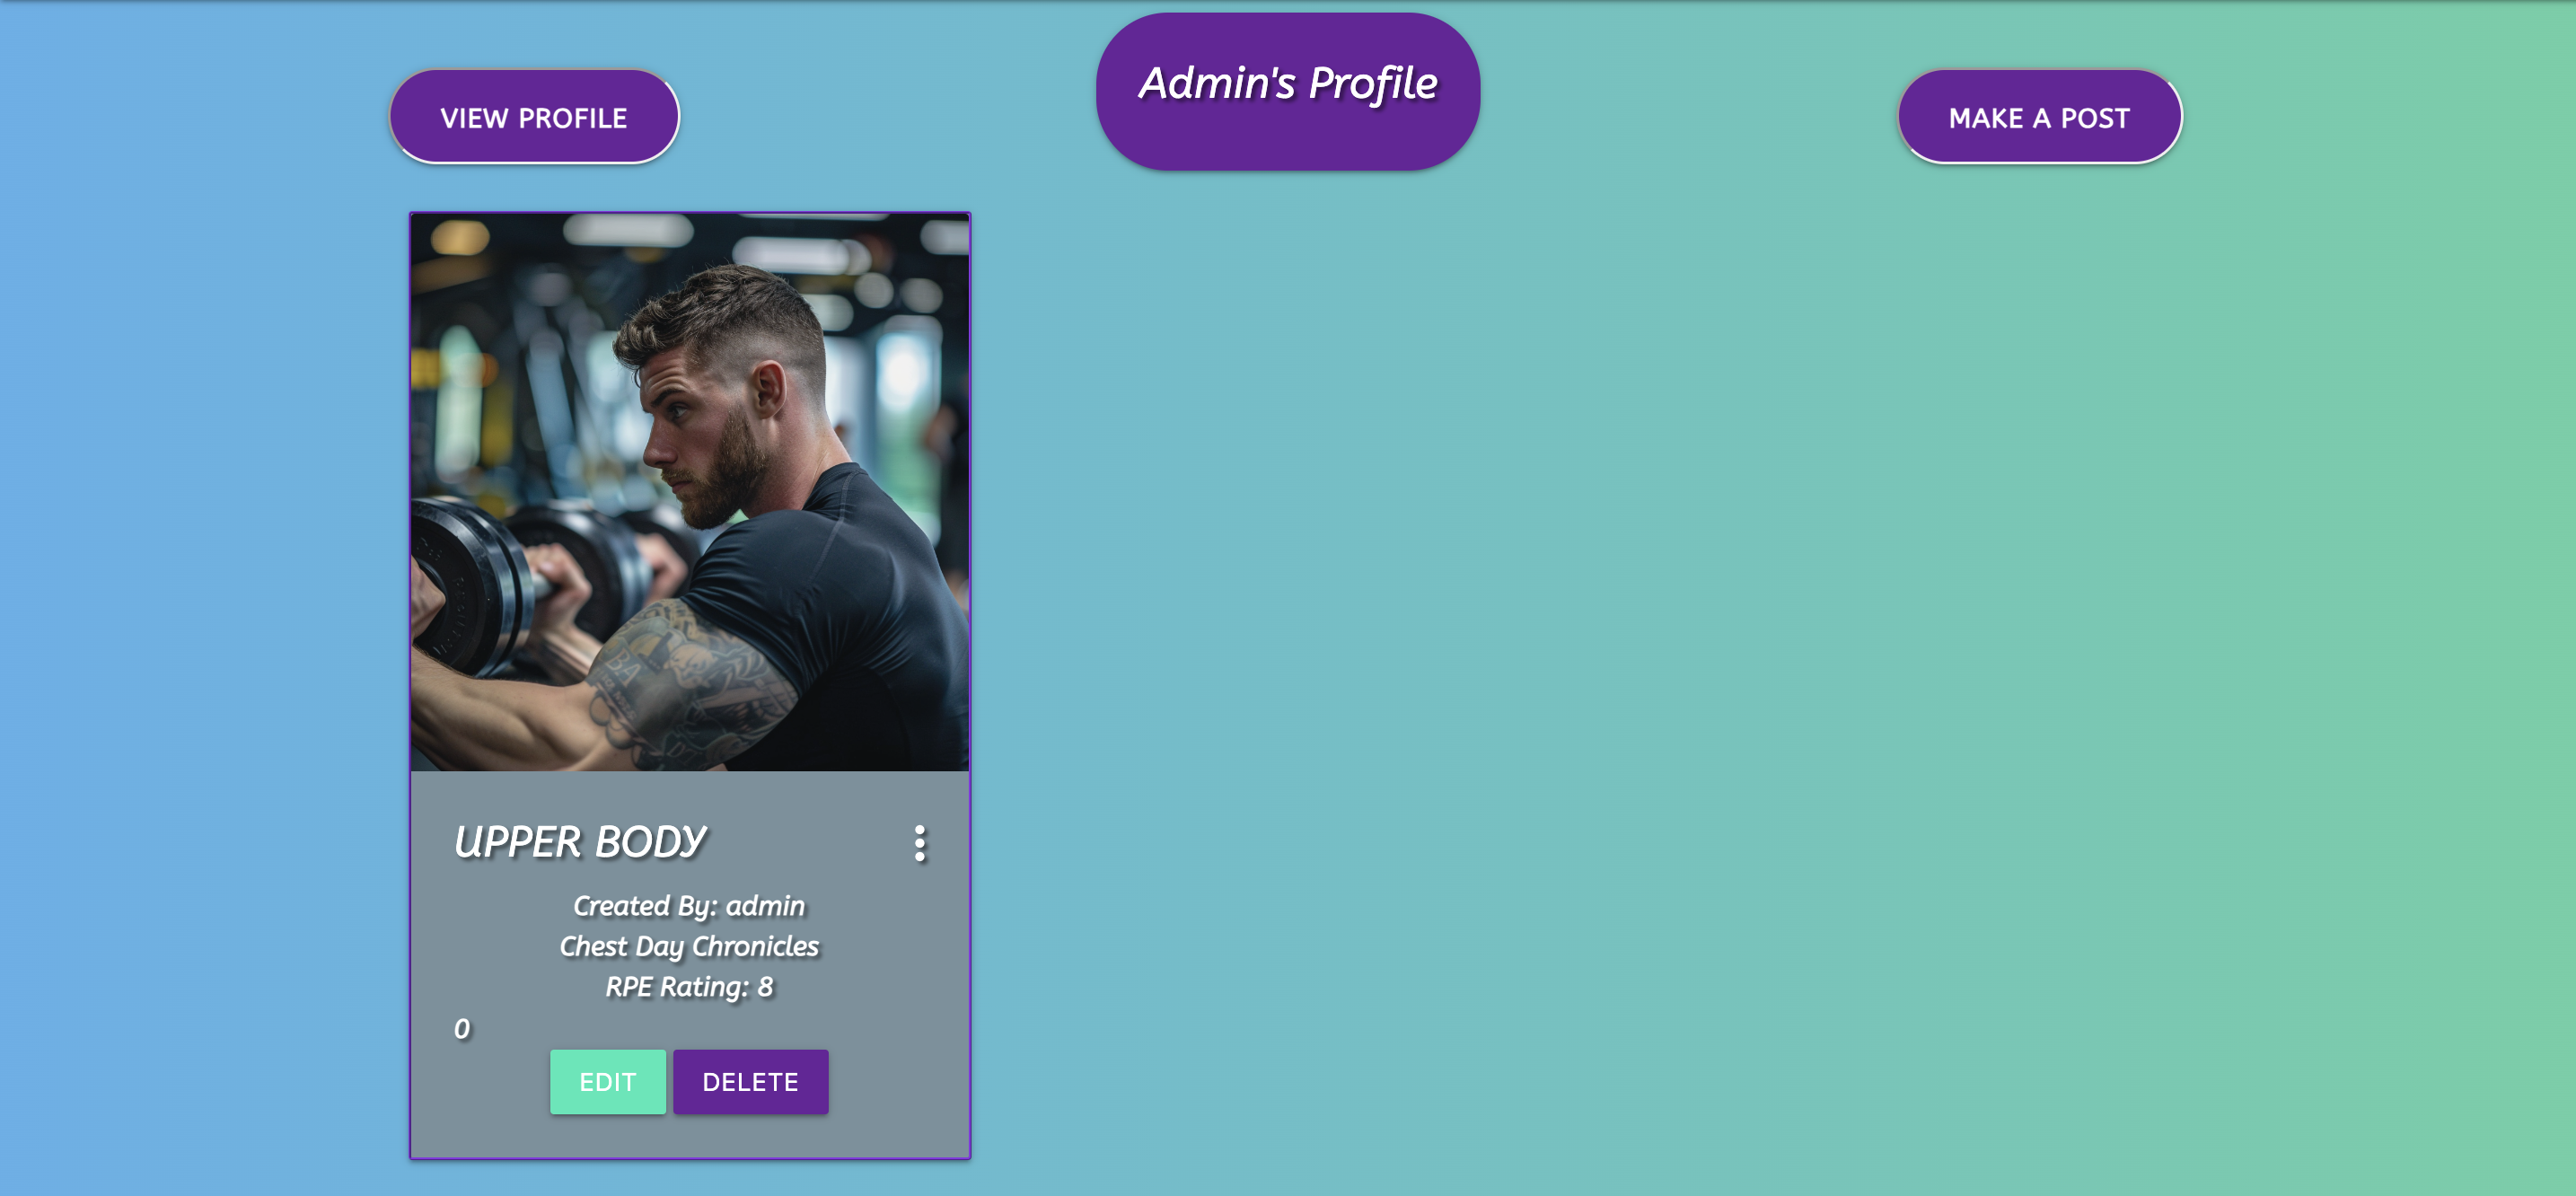 VIEW PROFILE
Admin's Profile
MAKE A POST
BA
UPPER BODY
Created By: admin
Chest Day Chronicles
RPE Rating: 8
0
EDIT
DELETE